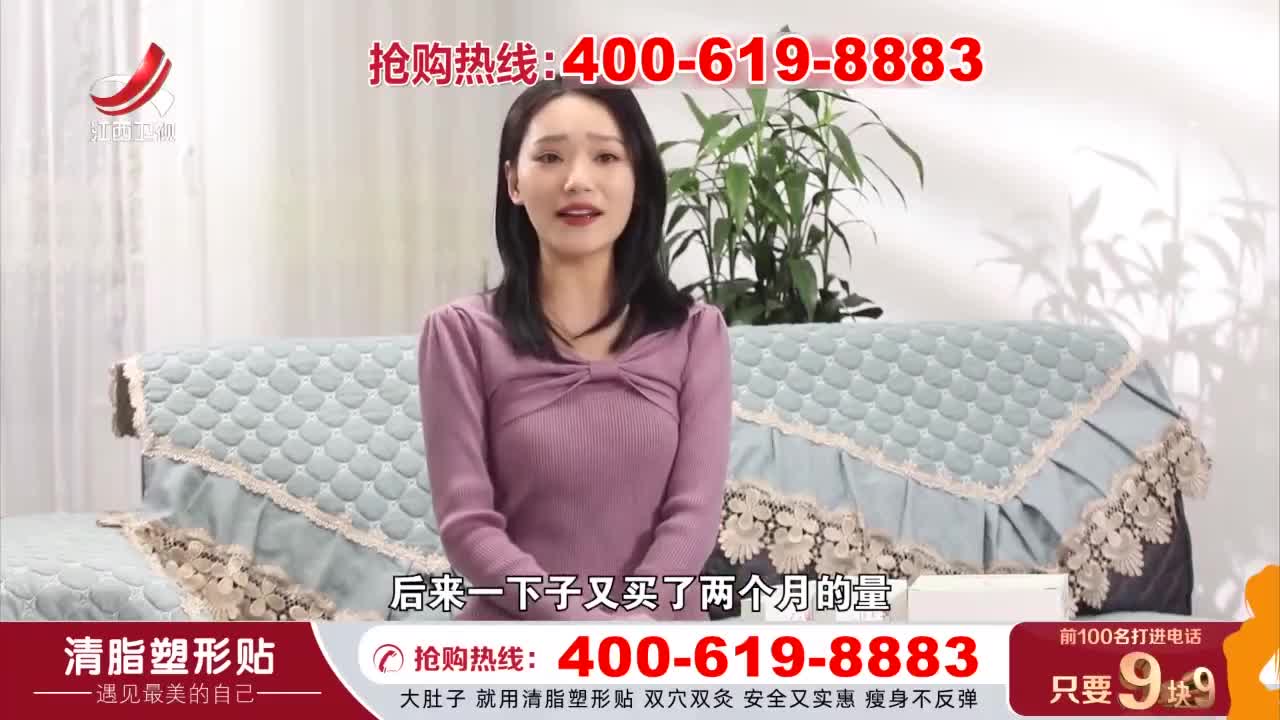 抢购热线：400-619-8883
江西卫视
后来一下子又买了两个月的量
清脂塑形贴
遇见最美的自己
抢购热线：400-619-8883
大肚子 就用清脂塑形贴 双穴双灸 安全又实惠 瘦身不反弹
前100名打进电话
只要9块9